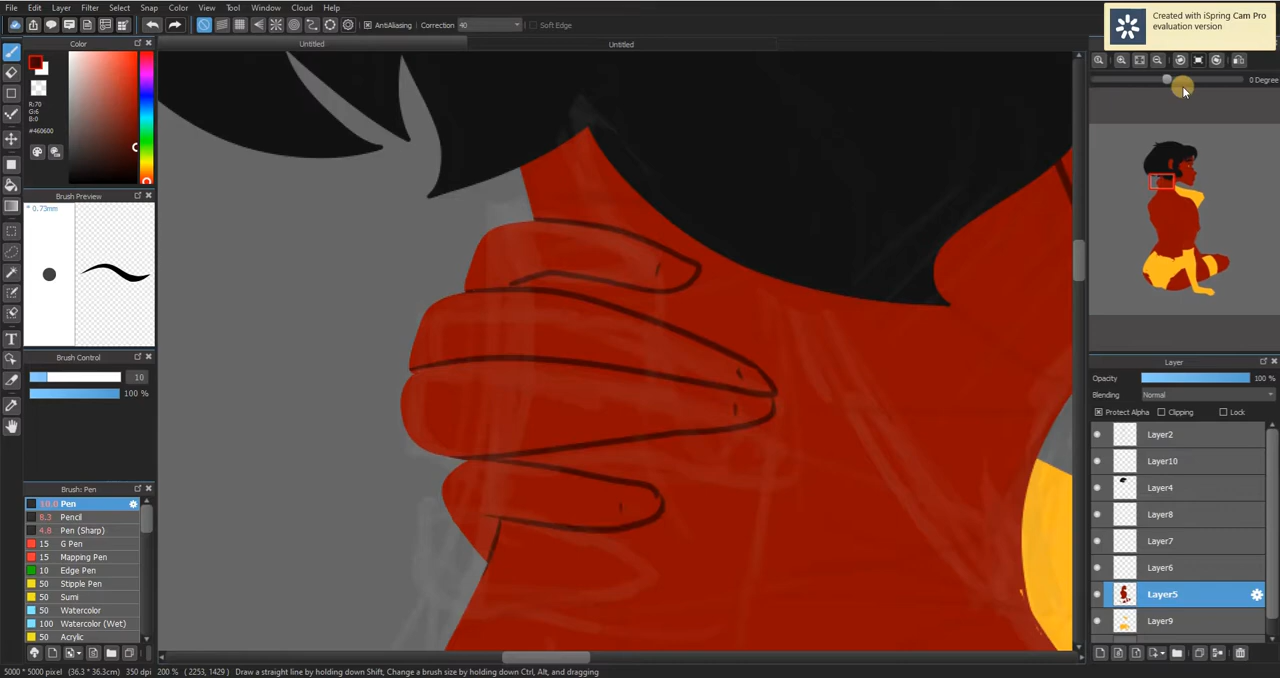 File Edit Layer Filter Select Snap Color View Tool Window Cloud Help
Created with iSpring Cam Pro
evaluation version
AntiAliasing Correction 40 Soft Edge
Color
Untitled Untitled
0 Degree
R:70
G:6
B:0
#460600
Brush Preview
* 0.73mm
Brush Control
10
100 %
Layer
Opacity 100 %
Blending Normal
Protect Alpha Clipping Lock
Layer2
Layer10
Layer4
Layer8
Layer7
Layer6
Layer5
Layer9
Brush: Pen
10.0 Pen
8.3 Pencil
4.8 Pen (Sharp)
15 G Pen
15 Mapping Pen
10 Edge Pen
50 Stipple Pen
50 Sumi
50 Watercolor
100 Watercolor (Wet)
50 Acrylic
5000 * 5000 pixel (36.3 * 36.3cm) 350 dpi 200 % ( 2253, 1429 ) Draw a straight line by holding down Shift, Change a brush size by holding down Ctrl, Alt, and dragging